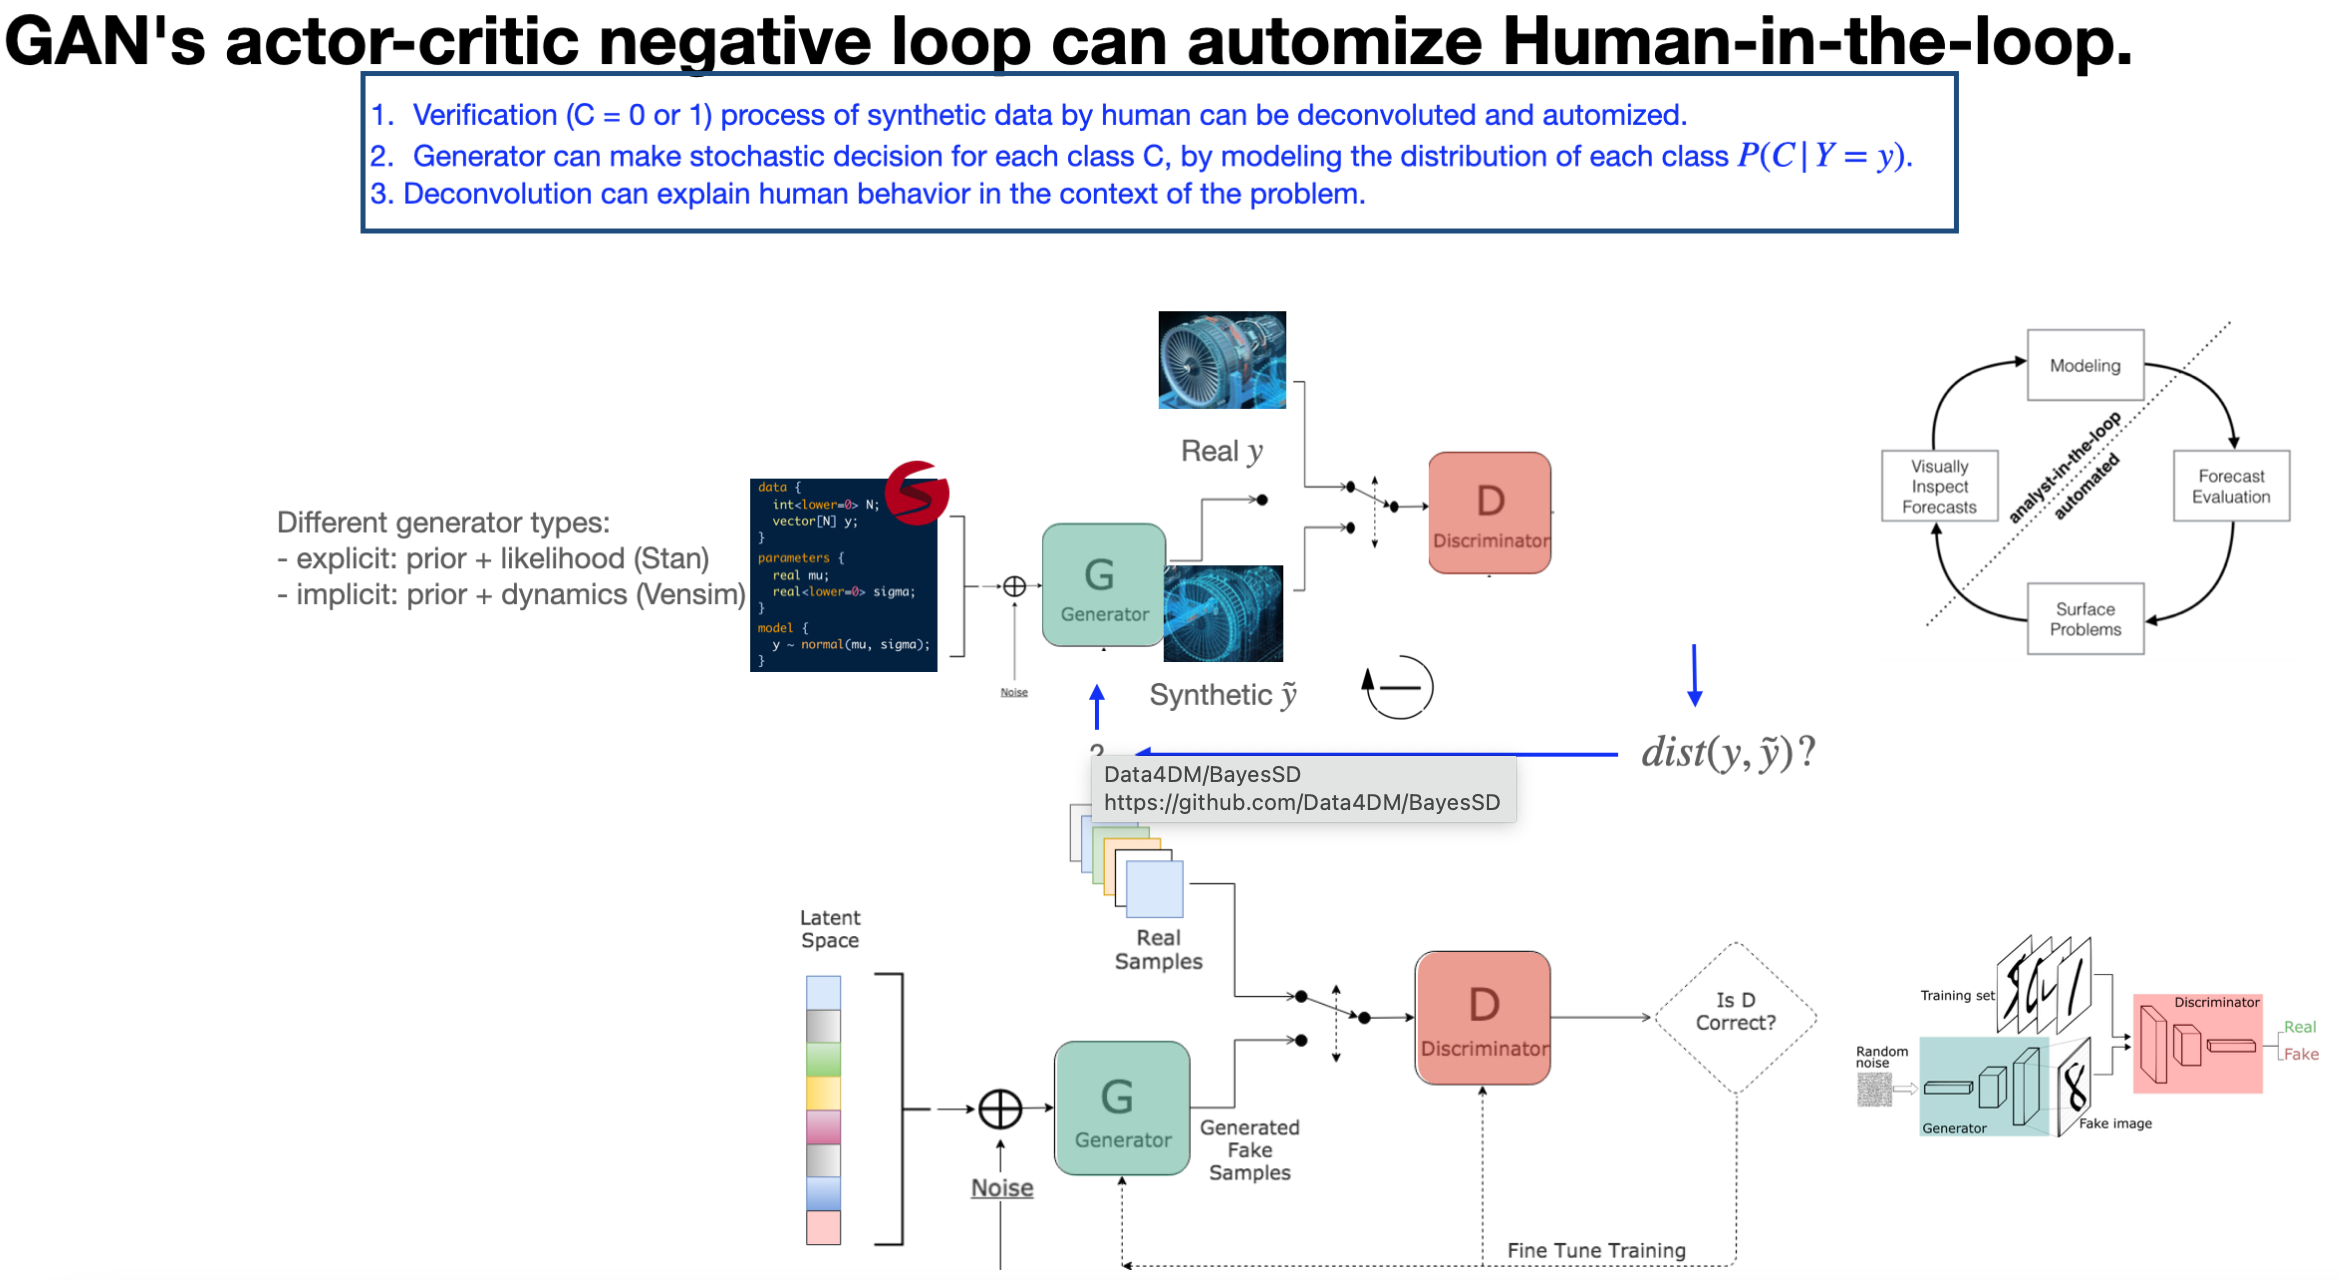 GAN's actor-critic negative loop can automize Human-in-the-loop.
1. Verification (C = 0 or 1) process of synthetic data by human can be deconvoluted and automized.
2. Generator can make stochastic decision for each class C, by modeling the distribution of each class P(C | Y = y).
3. Deconvolution can explain human behavior in the context of the problem.
Different generator types:
- explicit: prior + likelihood (Stan)
- implicit: prior + dynamics (Vensim)
data {
int<lower=0> N;
vector[N] y;
}
parameters {
real mu;
real<lower=0> sigma;
}
model {
y ~ normal(mu, sigma);
}
Noise
G
Generator
Real y
Synthetic ỹ
D
Discriminator
Modeling
Forecast
Evaluation
Surface
Problems
Visually
Inspect
Forecasts
analyst-in-the-loop
automated
dist(y, ỹ)?
?
Data4DM/BayesSD
https://github.com/Data4DM/BayesSD
Latent
Space
Real
Samples
Noise
G
Generator
Generated
Fake
Samples
D
Discriminator
Is D
Correct?
Fine Tune Training
Training set
Random
noise
Generator
Fake image
Discriminator
Real
Fake